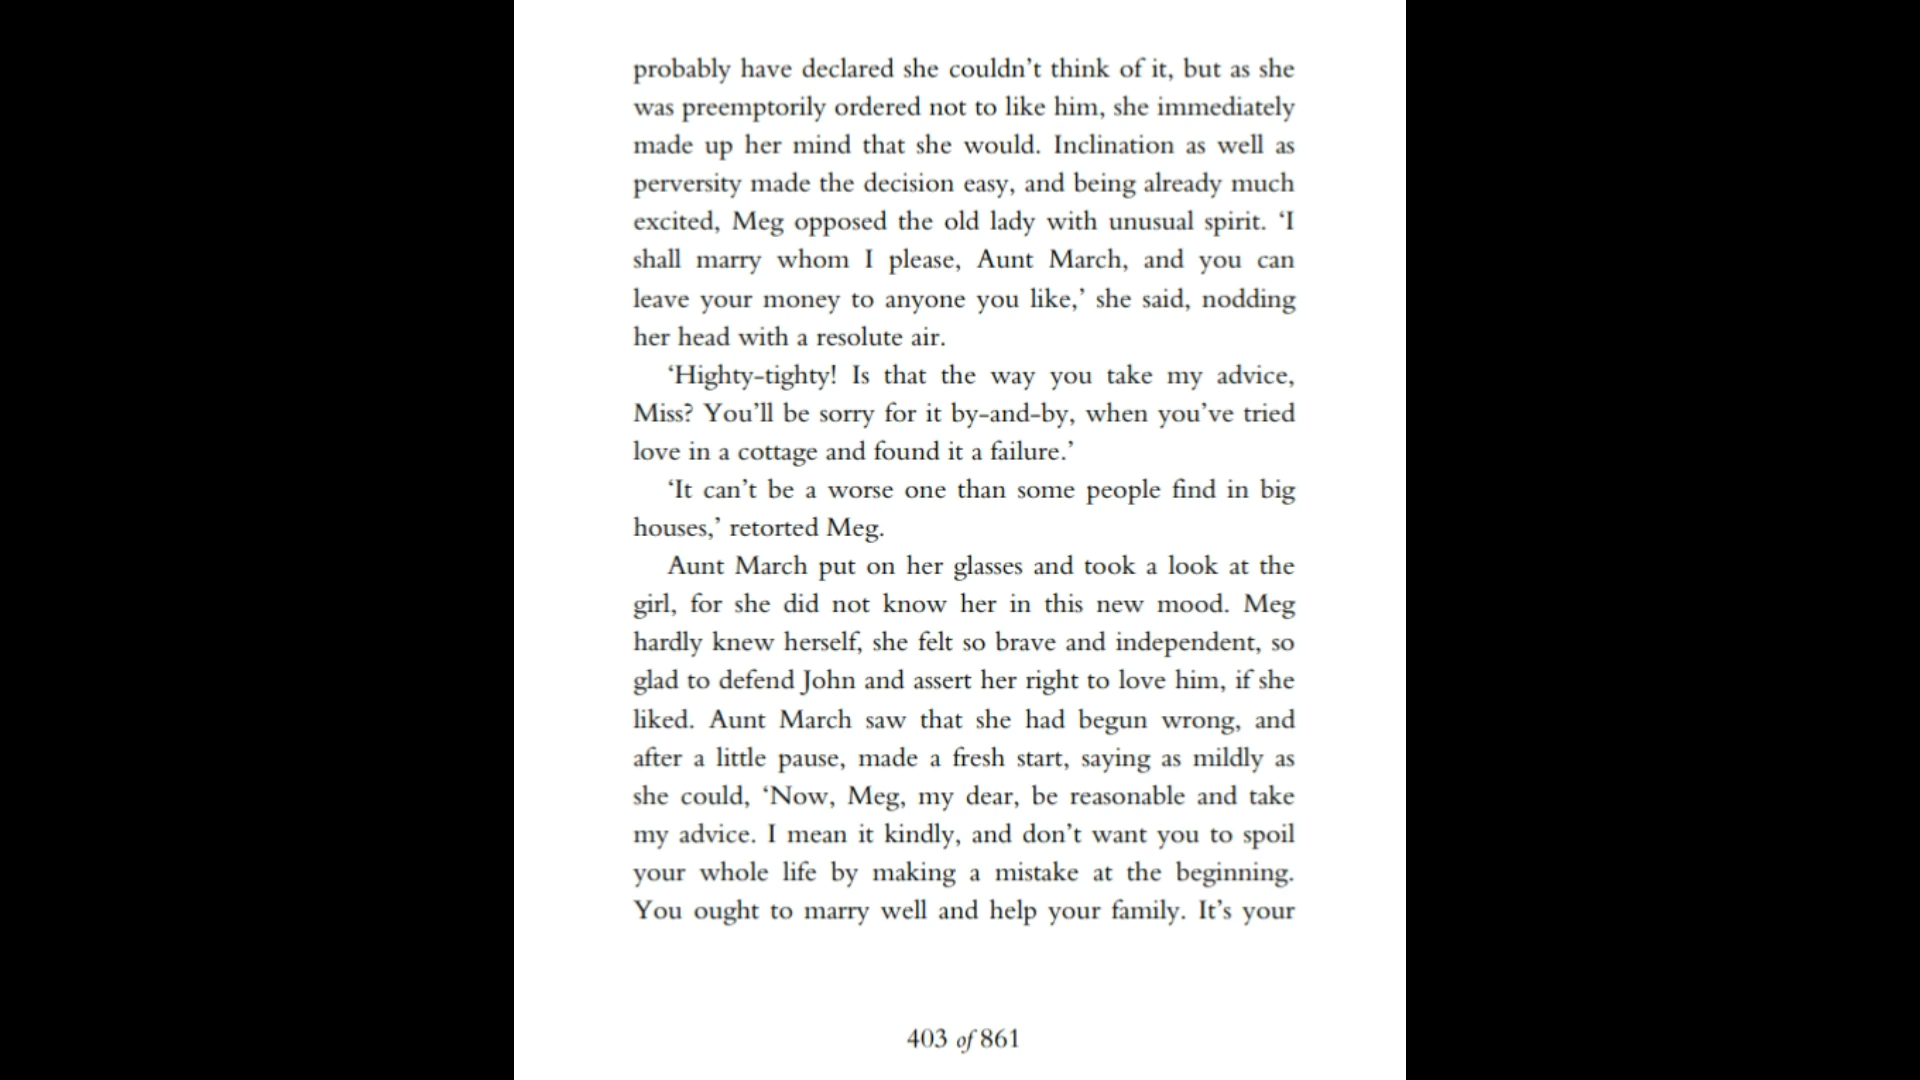 probably have declared she couldn’t think of it, but as she
was preemptorily ordered not to like him, she immediately
made up her mind that she would. Inclination as well as
perversity made the decision easy, and being already much
excited, Meg opposed the old lady with unusual spirit. ‘I
shall marry whom I please, Aunt March, and you can
leave your money to anyone you like,’ she said, nodding
her head with a resolute air.
‘Highty-tighty! Is that the way you take my advice,
Miss? You’ll be sorry for it by-and-by, when you’ve tried
love in a cottage and found it a failure.’
‘It can’t be a worse one than some people find in big
houses,’ retorted Meg.
Aunt March put on her glasses and took a look at the
girl, for she did not know her in this new mood. Meg
hardly knew herself, she felt so brave and independent, so
glad to defend John and assert her right to love him, if she
liked. Aunt March saw that she had begun wrong, and
after a little pause, made a fresh start, saying as mildly as
she could, ‘Now, Meg, my dear, be reasonable and take
my advice. I mean it kindly, and don’t want you to spoil
your whole life by making a mistake at the beginning.
You ought to marry well and help your family. It’s your
403 of 861